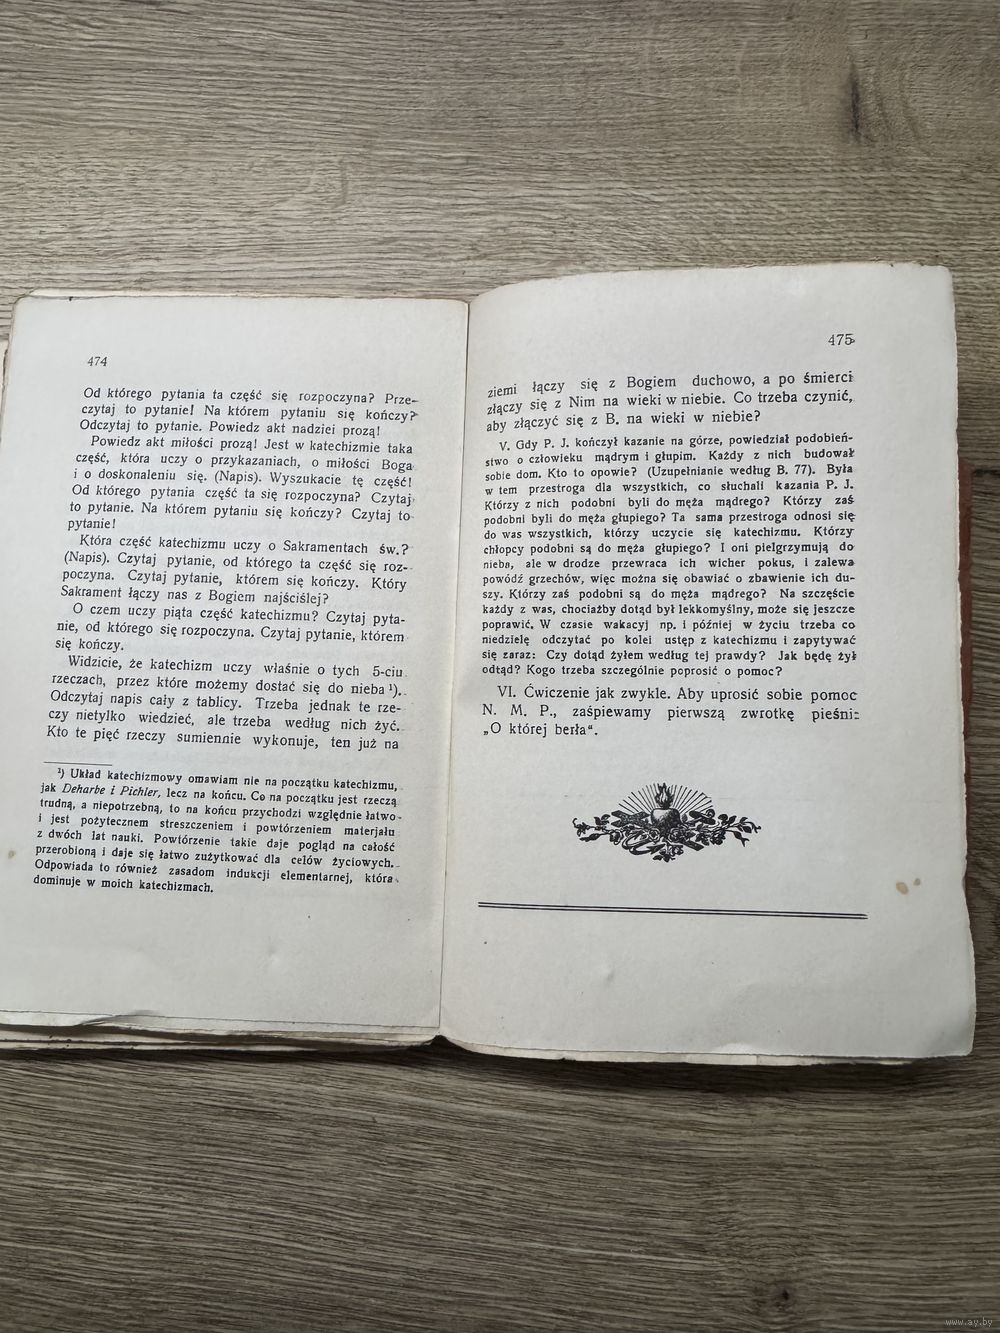 474
Od którego pytania ta część się rozpoczyna? Prze-
czytaj to pytanie! Na którem pytaniu się kończy?
Odczytaj to pytanie. Powiedz akt nadziei prozą!
Powiedz akt miłości prozą! Jest w katechizmie taka
część, która uczy o przykazaniach, o miłości Boga
i o doskonaleniu się. (Napis). Wyszukacie tę część!
Od którego pytania część ta się rozpoczyna? Czytaj
to pytanie. Na którem pytaniu się kończy? Czytaj to
pytanie!
Która część katechizmu uczy o Sakramentach św.?
(Napis). Czytaj pytanie, od którego ta część się roz-
poczyna. Czytaj pytanie, którem się kończy. Który
Sakrament łączy nas z Bogiem najściślej?
O czem uczy piąta część katechizmu? Czytaj pyta-
nie, od którego się rozpoczyna. Czytaj pytanie, którem
się kończy.
Widzicie, że katechizm uczy właśnie o tych 5-ciu
rzeczach, przez które możemy dostać się do nieba ¹).
Odczytaj napis cały z tablicy. Trzeba jednak te rze-
czy nietylko wiedzieć, ale trzeba według nich żyć.
Kto te pięć rzeczy sumiennie wykonuje, ten już na
¹) Układ katechizmowy omawiam nie na początku katechizmu,
jak Deharbe i Pichler, lecz na końcu. Co na początku jest rzeczą
trudną, a niepotrzebną, to na końcu przychodzi względnie łatwo
i jest pożytecznem streszczeniem i powtórzeniem materjału
z dwóch lat nauki. Powtórzenie takie daje pogląd na całość
przerobioną i daje się łatwo zużytkować dla celów życiowych.
Odpowiada to również zasadom indukcji elementarnej, która
dominuje w moich katechizmach.
475
ziemi łączy się z Bogiem duchowo, a po śmierci
złączy się z Nim na wieki w niebie. Co trzeba czynić,
aby złączyć się z B. na wieki w niebie?
V. Gdy P. J. kończył kazanie na górze, powiedział podobień-
stwo o człowieku mądrym i głupim. Każdy z nich budował
sobie dom. Kto to opowie? (Uzupełnianie według B. 77). Była
w tem przestroga dla wszystkich, co słuchali kazania P. J.
Którzy z nich podobni byli do męża mądrego? Którzy zaś
podobni byli do męża głupiego? Ta sama przestroga odnosi się
do was wszystkich, którzy uczycie się katechizmu. Którzy
chłopcy podobni są do męża głupiego? I oni pielgrzymują do
nieba, ale w drodze przewraca ich wicher pokus, i zalewa
powódź grzechów, więc można się obawiać o zbawienie ich du-
szy. Którzy zaś podobni są do męża mądrego? Na szczęście
każdy z was, chociażby dotąd był lekkomyślny, może się jeszcze
poprawić. W czasie wakacyj np. i później w życiu trzeba co
niedzielę odczytać po kolei ustęp z katechizmu i zapytywać
się zaraz: Czy dotąd żyłem według tej prawdy? Jak będę żył
odtąd? Kogo trzeba szczególnie poprosić o pomoc?
VI. Ćwiczenie jak zwykle. Aby uprosić sobie pomoc
N. M. P., zaśpiewamy pierwszą zwrotkę pieśni:
„O której berła“.
www.ay.by